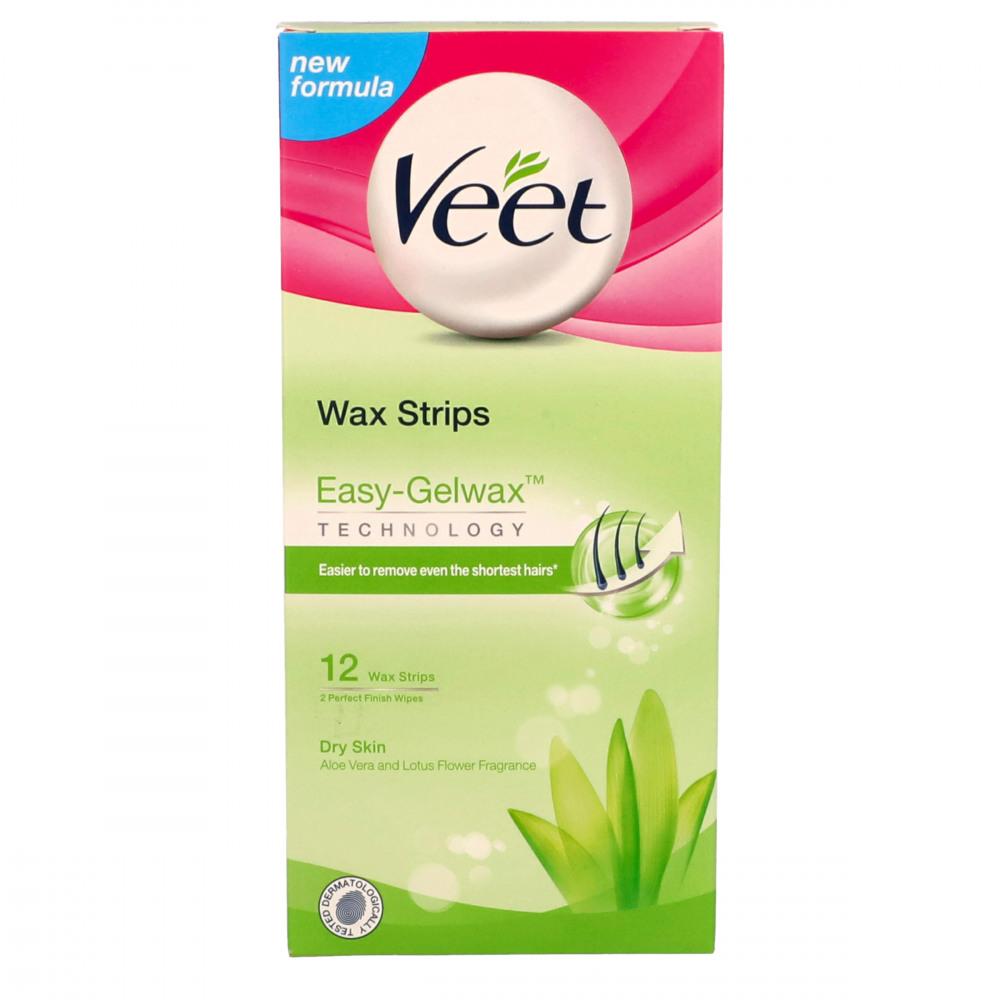 new
formula
Veet
Wax Strips
Easy-Gelwax™
TECHNOLOGY
Easier to remove even the shortest hairs*
12 Wax Strips
2 Perfect Finish Wipes
Dry Skin
Aloe Vera and Lotus Flower Fragrance
DERMATOLOGICALLY TESTED